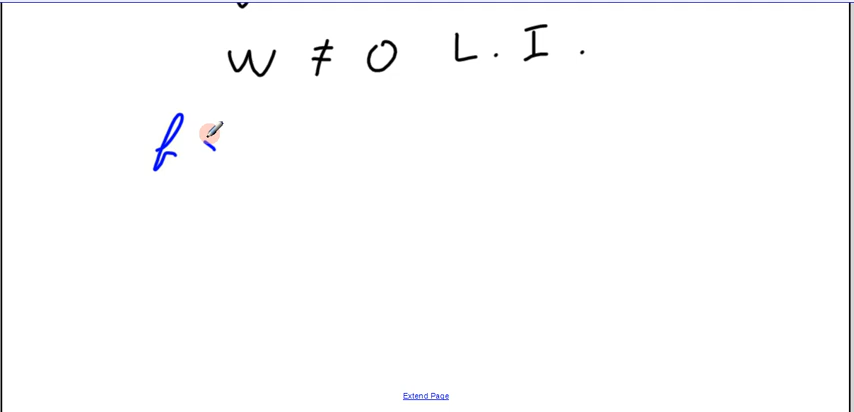 W ≠ 0 L. I.
f
Extend Page